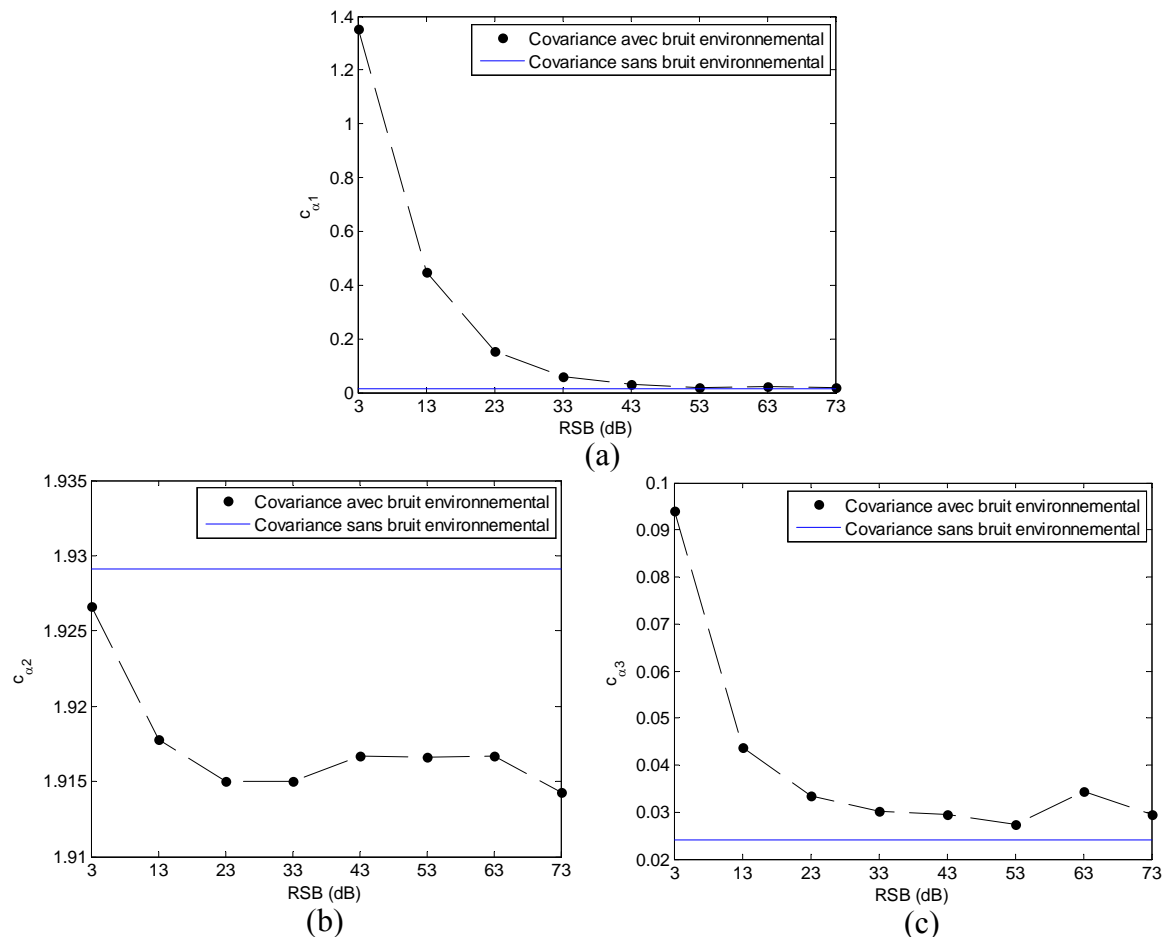 1.4
1.2
1
0.8
0.6
0.4
0.2
0
cα1
Covariance avec bruit environnemental
Covariance sans bruit environnemental
3 13 23 33 43 53 63 73
RSB (dB)
(a)
1.935
1.93
1.925
1.92
1.915
1.91
cα2
Covariance avec bruit environnemental
Covariance sans bruit environnemental
3 13 23 33 43 53 63 73
RSB (dB)
(b)
0.1
0.09
0.08
0.07
0.06
0.05
0.04
0.03
0.02
cα3
Covariance avec bruit environnemental
Covariance sans bruit environnemental
3 13 23 33 43 53 63 73
RSB (dB)
(c)